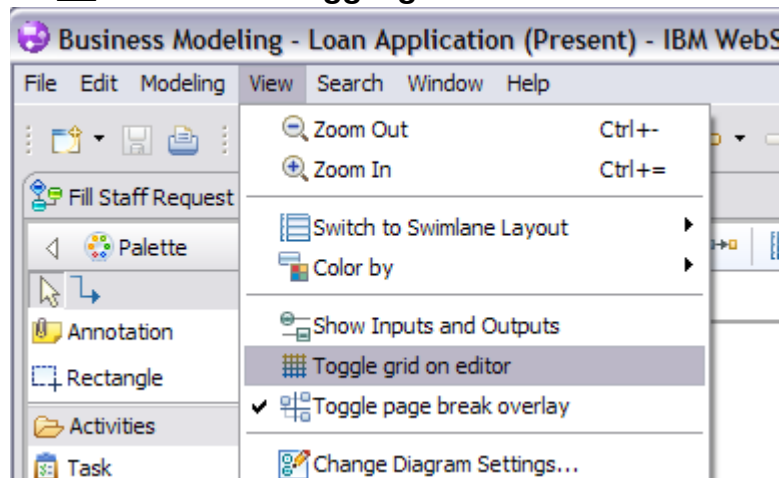 Business Modeling - Loan Application (Present) - IBM WebS
File Edit Modeling View Search Window Help
Zoom Out Ctrl+-
Zoom In Ctrl+=
Fill Staff Request
Switch to Swimlane Layout
Palette
Color by
Show Inputs and Outputs
Annotation
Toggle grid on editor
Rectangle
Toggle page break overlay
Activities
Change Diagram Settings...
Task